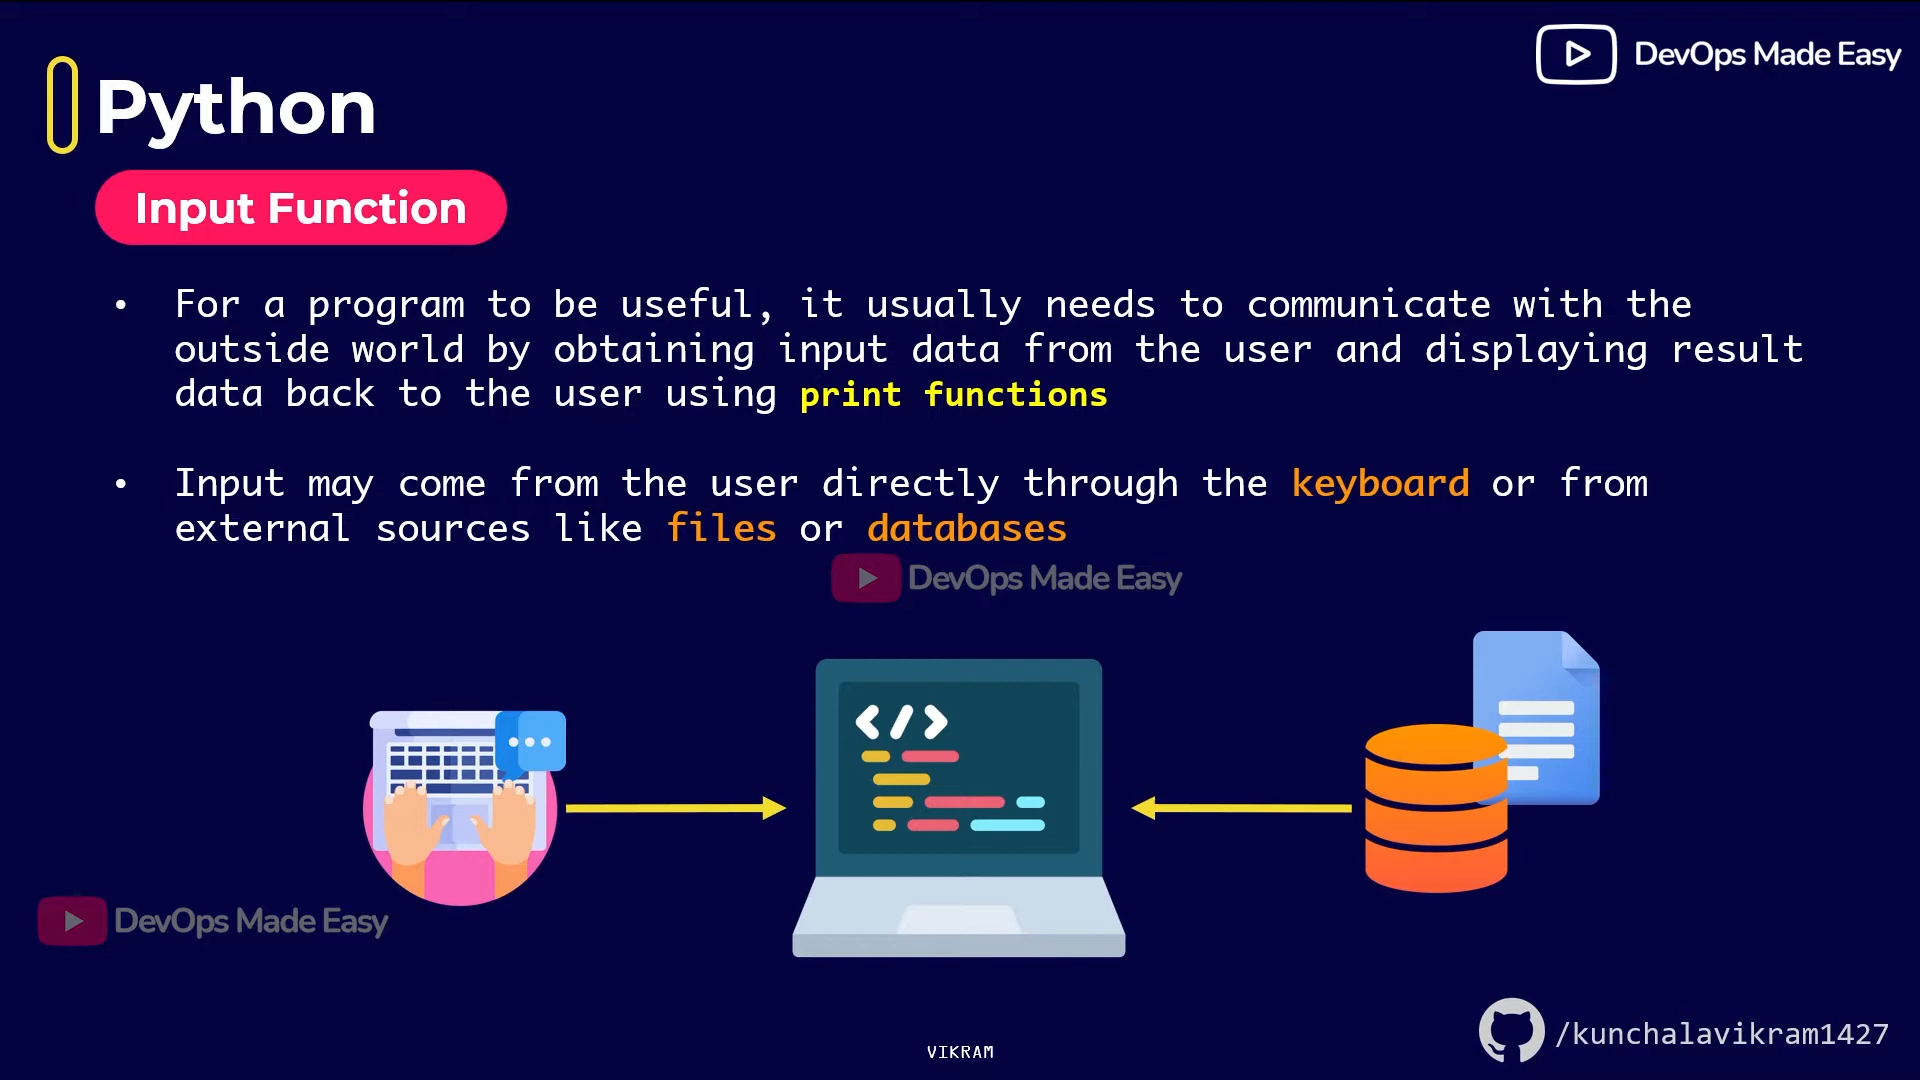 DevOps Made Easy
Python
Input Function
• For a program to be useful, it usually needs to communicate with the
outside world by obtaining input data from the user and displaying result
data back to the user using print functions
• Input may come from the user directly through the keyboard or from
external sources like files or databases
DevOps Made Easy
</>
DevOps Made Easy
VIKRAM
/kunchalavikram1427